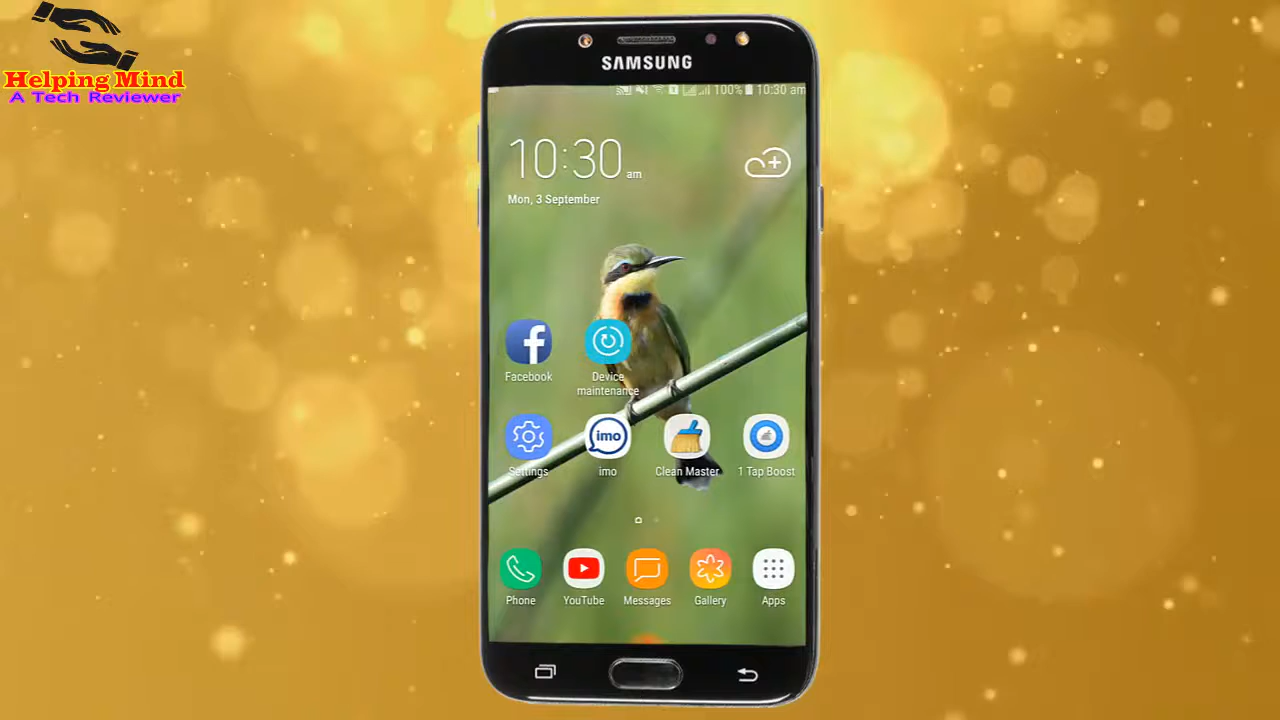 Helping Mind
A Tech Reviewer
SAMSUNG
100% 10:30 am
10:30 am
Mon, 3 September
Facebook
Device maintenance
Settings
imo
imo
Clean Master
1 Tap Boost
Phone
YouTube
Messages
Gallery
Apps